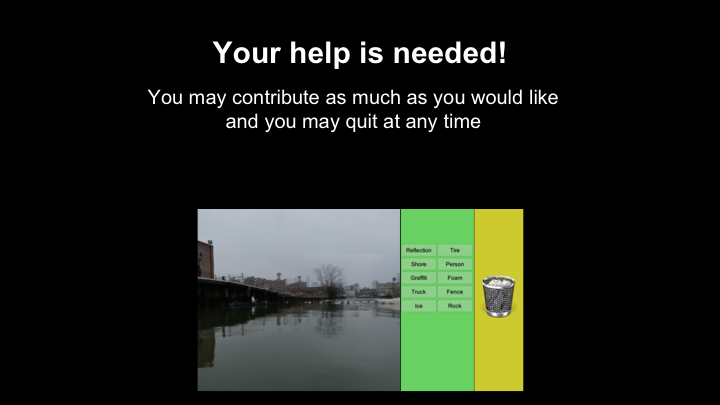 Your help is needed!
You may contribute as much as you would like
and you may quit at any time
Reflection Tire
Shore Person
Graffiti Foam
Truck Fence
Ice Rock